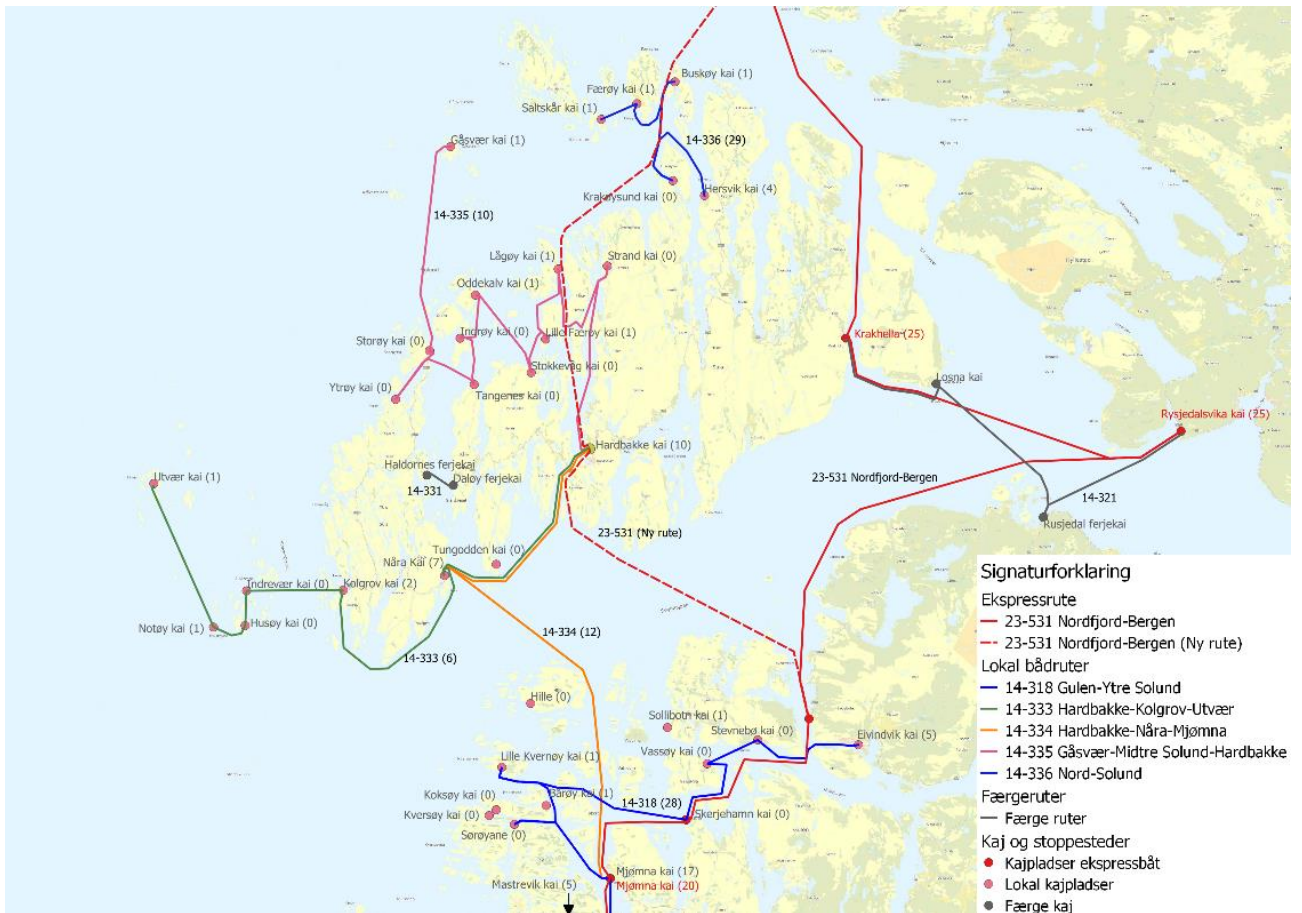 Buskøy kai (1)
Færøy kai (1)
Saltskår kai (1)
Gåsvær kai (1)
14-336 (29)
Krakøysund kai (0)
Hersvik kai (4)
14-335 (10)
Lågøy kai (1)
Strand kai (0)
Oddekalv kai (1)
Ingrøy kai (0)
Lille Færøy kai (1)
Storøy kai (0)
Krakhella (25)
Stokkevåg kai (0)
Ytrøy kai (0)
Tangenes kai (0)
Losna kai
Rysjedalsvika kai (25)
Hardbakke kai (10)
Haldornes ferjekaj
Utvær kai (1)
Daløy ferjekai
14-331
23-531 Nordfjord-Bergen
14-321
Rusjedal ferjekai
23-531 (Ny rute)
Tungodden kai (0)
Nåra Kai (7)
Indrevær kai (0)
Kolgrov kai (2)
Notøy kai (1)
Husøy kai (0)
14-334 (12)
14-333 (6)
Hille (0)
Sollibotn kai (1)
Stevnebø kai (0)
Eivindvik kai (5)
Vassøy kai (0)
Lille Kvernøy kai (1)
Koksøy kai (0)
Barøy kai (1)
14-318 (28)
Kversøy kai (0)
Skerjehamn kai (0)
Sørøyane (0)
Mjømna kai (17)
Mastrevik kai (5)
Mjømna kai (20)
Signaturforklaring
Ekspressrute
23-531 Nordfjord-Bergen
23-531 Nordfjord-Bergen (Ny rute)
Lokal bådruter
14-318 Gulen-Ytre Solund
14-333 Hardbakke-Kolgrov-Utvær
14-334 Hardbakke-Nåra-Mjømna
14-335 Gåsvær-Midtre Solund-Hardbakke
14-336 Nord-Solund
Færgeruter
Færge ruter
Kaj og stoppesteder
Kajpladser ekspressbåt
Lokal kajpladser
Færge kaj